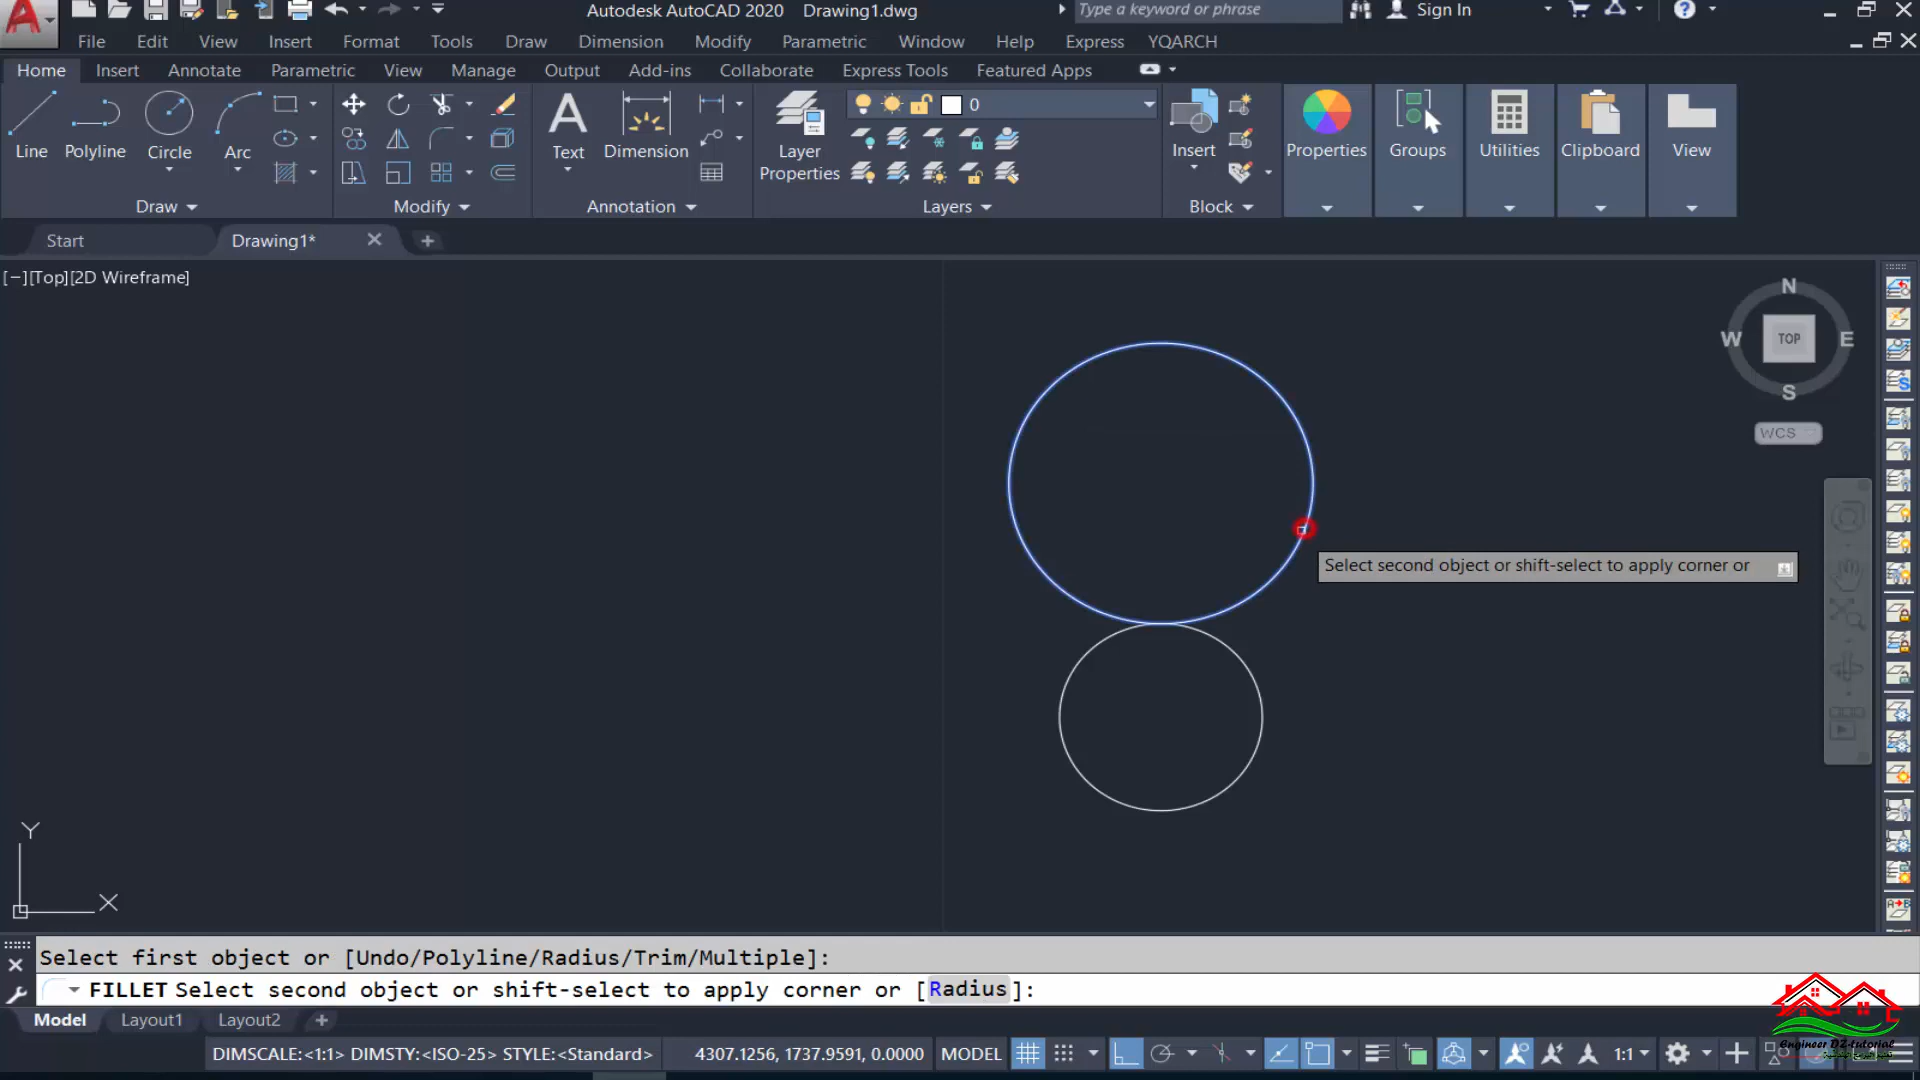 Autodesk AutoCAD 2020 Drawing1.dwg
Type a keyword or phrase
Sign In
File Edit View Insert Format Tools Draw Dimension Modify Parametric Window Help Express YQARCH
Home Insert Annotate Parametric View Manage Output Add-ins Collaborate Express Tools Featured Apps
0
Line Polyline Circle Arc
Text Dimension
Layer
Properties
Insert
Properties Groups Utilities Clipboard View
Draw Modify Annotation Layers Block
Start Drawing1*
[−][Top][2D Wireframe]
N
W TOP E
S
WCS
Select second object or shift-select to apply corner or
Y
X
Select first object or [Undo/Polyline/Radius/Trim/Multiple]:
FILLET Select second object or shift-select to apply corner or [Radius]:
Model Layout1 Layout2
DIMSCALE:<1:1> DIMSTY:<ISO-25> STYLE:<Standard>
4307.1256, 1737.9591, 0.0000
MODEL
1:1
Engineer DZ-tutorial